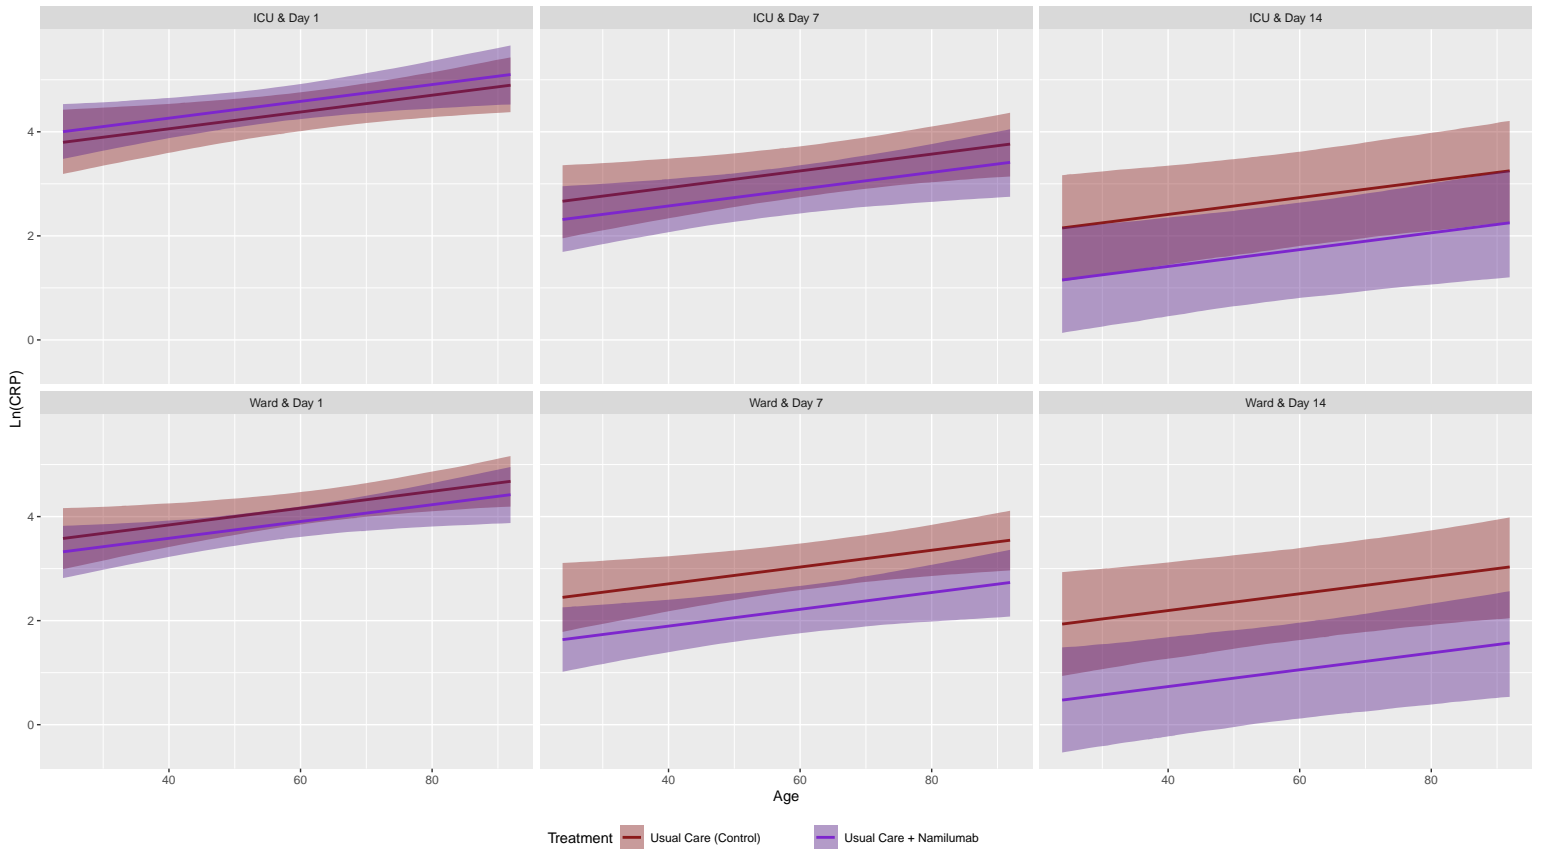 ICU & Day 1
ICU & Day 7
ICU & Day 14
4
2
0
Ln(CRP)
Ward & Day 1
Ward & Day 7
Ward & Day 14
4
2
0
40 60 80
40 60 80
40 60 80
Age
Treatment Usual Care (Control) Usual Care + Namilumab